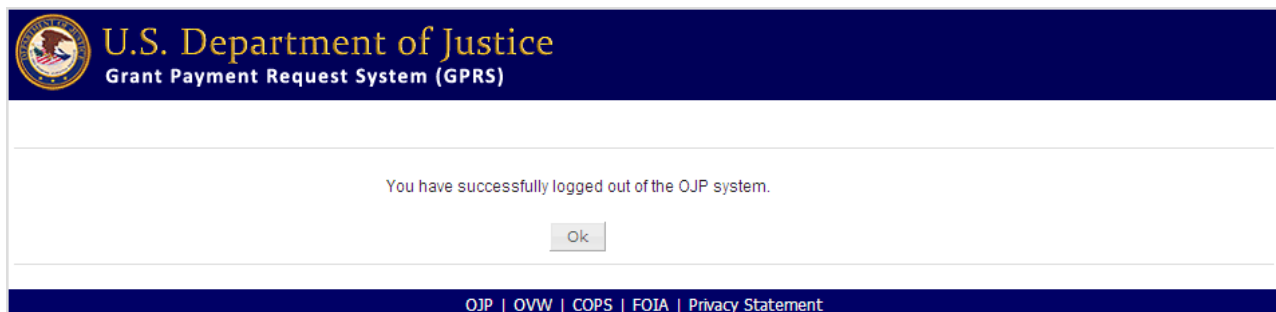 U.S. Department of Justice
Grant Payment Request System (GPRS)
You have successfully logged out of the OJP system.
Ok
OJP | OVW | COPS | FOIA | Privacy Statement